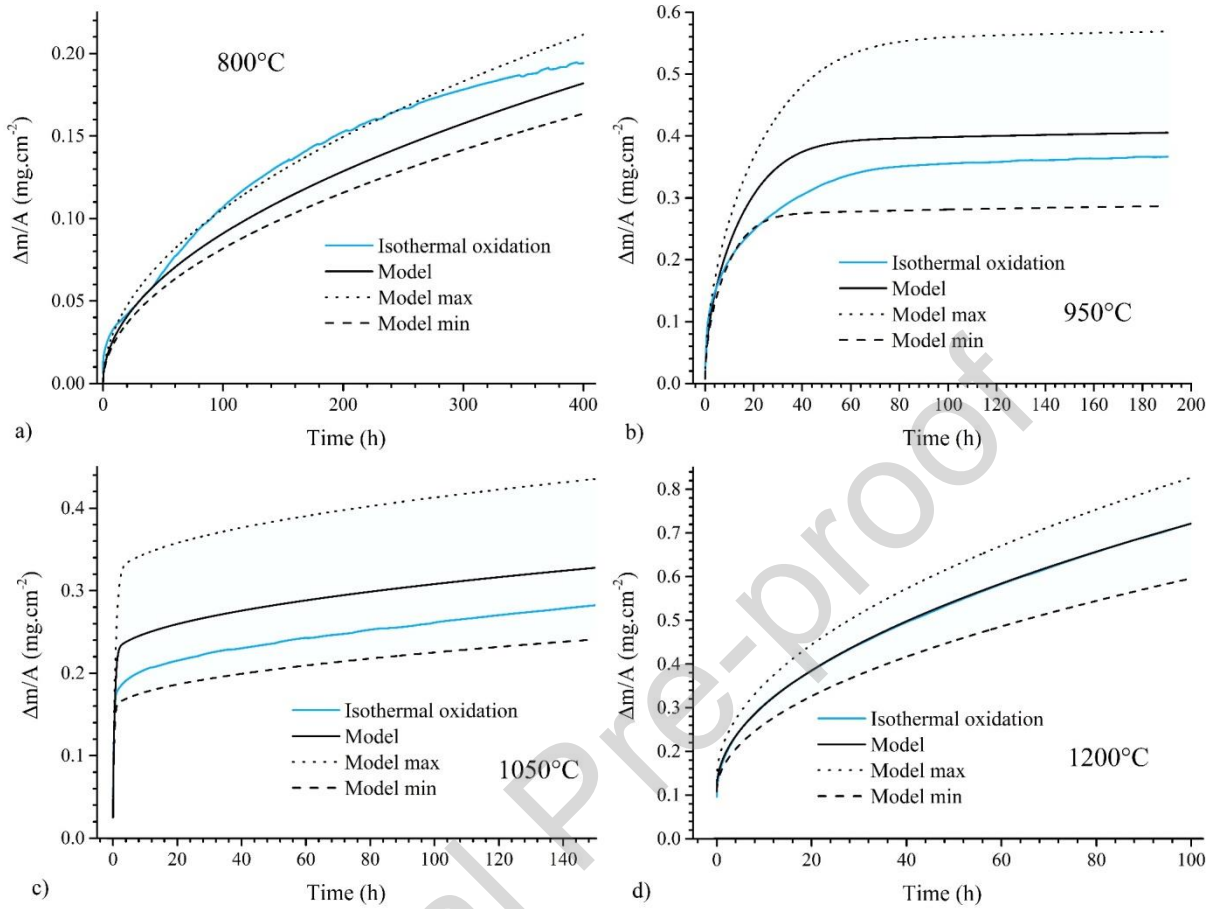 800°C
Δm/A (mg.cm⁻²)
0.20
0.15
0.10
0.05
0.00
Isothermal oxidation
Model
Model max
Model min
0 100 200 300 400
Time (h)
a)
Δm/A (mg.cm⁻²)
0.6
0.5
0.4
0.3
0.2
0.1
0.0
Isothermal oxidation
Model
Model max
Model min
950°C
0 20 40 60 80 100 120 140 160 180 200
Time (h)
b)
Δm/A (mg.cm⁻²)
0.4
0.3
0.2
0.1
0.0
Isothermal oxidation
Model
Model max
Model min
1050°C
0 20 40 60 80 100 120 140
Time (h)
c)
Δm/A (mg.cm⁻²)
0.8
0.7
0.6
0.5
0.4
0.3
0.2
0.1
0.0
Isothermal oxidation
Model
Model max
Model min
1200°C
0 20 40 60 80 100
Time (h)
d)
al Pre-proof